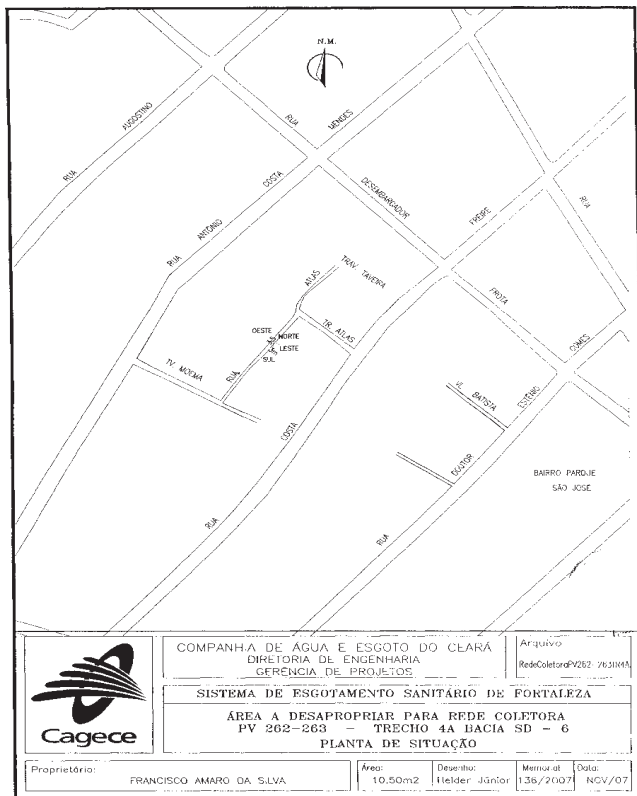 N.M.
RUA AUGOSTINO
RUA DESEMBARGADOR FROTA
RUA ANTÔNIO COSTA MENDES
RUA COSTA FREIRE
RUA
RUA ATLAS
TRAV. TAVEIRA
TR. ATLAS
OESTE
NORTE
LESTE
SUL
TV MOEMA
VL. BATISTA
RUA DOUTOR ESTÊNIO GOMES
BAIRRO
SÃO JOSÉ
Cagece
COMPANHIA DE ÁGUA E ESGOTO DO CEARÁ
DIRETORIA DE ENGENHARIA
GERÊNCIA DE PROJETOS
Arquivo
SISTEMA DE ESGOTAMENTO SANITÁRIO DE FORTALEZA
ÁREA A DESAPROPRIAR PARA REDE COLETORA
PV 262-263 - TRECHO 4A BACIA SD - 6
PLANTA DE SITUAÇÃO
Proprietário:
FRANCISCO AMARO DA SILVA
Área:
10,50m2
Desenho:
Helder Júnior
Memorial
136/2007
Data:
NOV/07